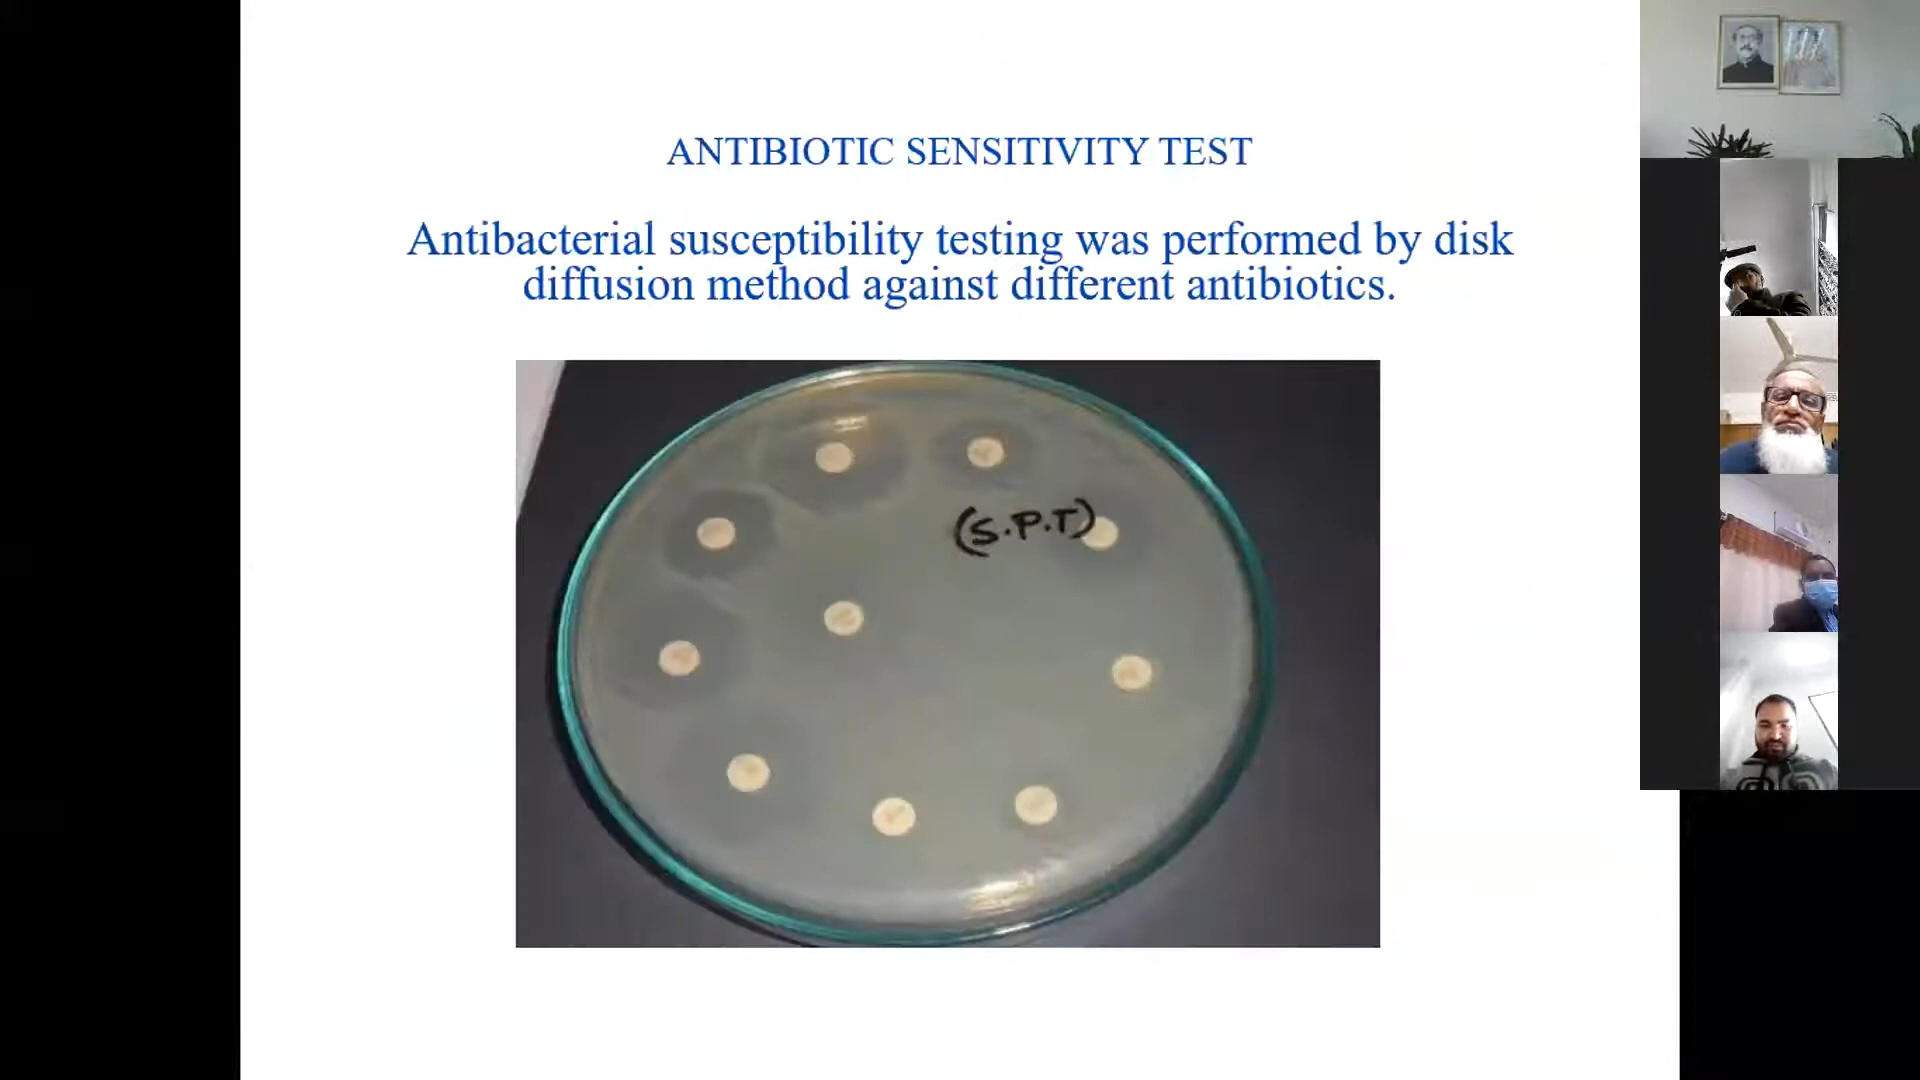 ANTIBIOTIC SENSITIVITY TEST
Antibacterial susceptibility testing was performed by disk
diffusion method against different antibiotics.
(S.P.T)